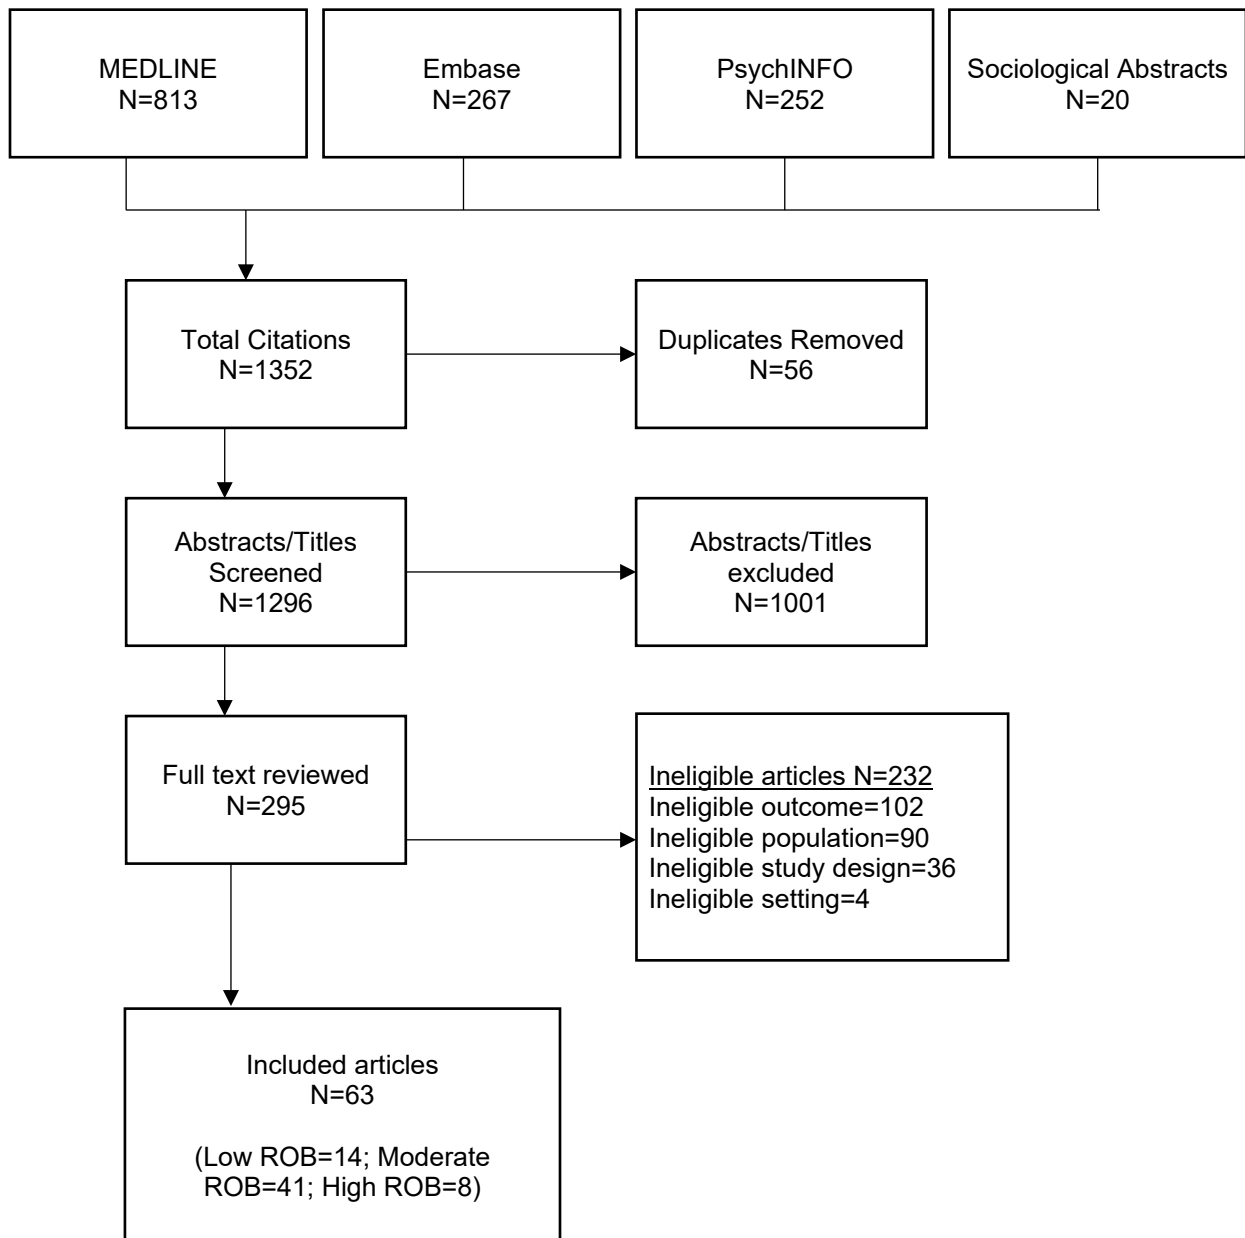 MEDLINE
N=813
Embase
N=267
PsychINFO
N=252
Sociological Abstracts
N=20
Total Citations
N=1352
Duplicates Removed
N=56
Abstracts/Titles
Screened
N=1296
Abstracts/Titles
excluded
N=1001
Full text reviewed
N=295
Ineligible articles N=232
Ineligible outcome=102
Ineligible population=90
Ineligible study design=36
Ineligible setting=4
Included articles
N=63
(Low ROB=14; Moderate
ROB=41; High ROB=8)